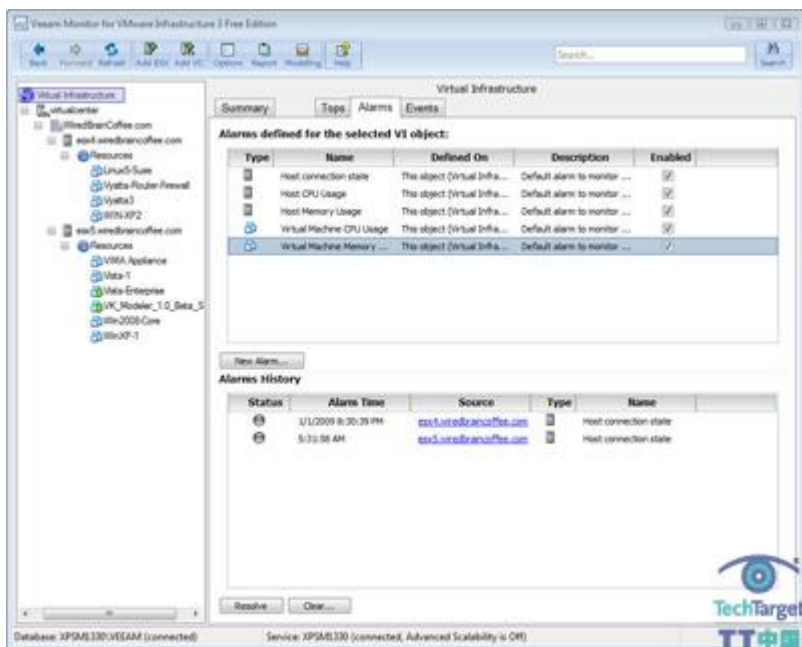 Veeam Monitor for VMware Infrastructure 3 Free Edition
Back Forward Refresh Add ESX Add VC Options Report Modelling Help Search... Search
Virtual Infrastructure
virtualcenter
WiredBrainCoffee.com
esx4.wiredbraincoffee.com
Resources
Linux5-Suse
Vyatta-Router-Firewall
Vyatta3
WIN-XP2
esx5.wiredbraincoffee.com
Resources
VIMA Appliance
Vista-1
Vista-Enterprise
VK_Modeler_1.0_Beta_S
Win2008Core
WinXP-1
Virtual Infrastructure
Summary Tops Alarms Events
Alarms defined for the selected VI object:
Type Name Defined On Description Enabled
Host connection state This object (Virtual Infra... Default alarm to monitor ...
Host CPU Usage This object (Virtual Infra... Default alarm to monitor ...
Host Memory Usage This object (Virtual Infra... Default alarm to monitor ...
Virtual Machine CPU Usage This object (Virtual Infra... Default alarm to monitor ...
Virtual Machine Memory ... This object (Virtual Infra... Default alarm to monitor ...
New Alarm...
Alarms History
Status Alarm Time Source Type Name
1/1/2009 8:30:39 PM esx4.wiredbraincoffee.com Host connection state
5:31:58 AM esx5.wiredbraincoffee.com Host connection state
Resolve Clear...
Database: XPSM1330\VEEAM (connected) Service: XPSM1330 (connected, Advanced Scalability is Off)
TechTarget
TT中国